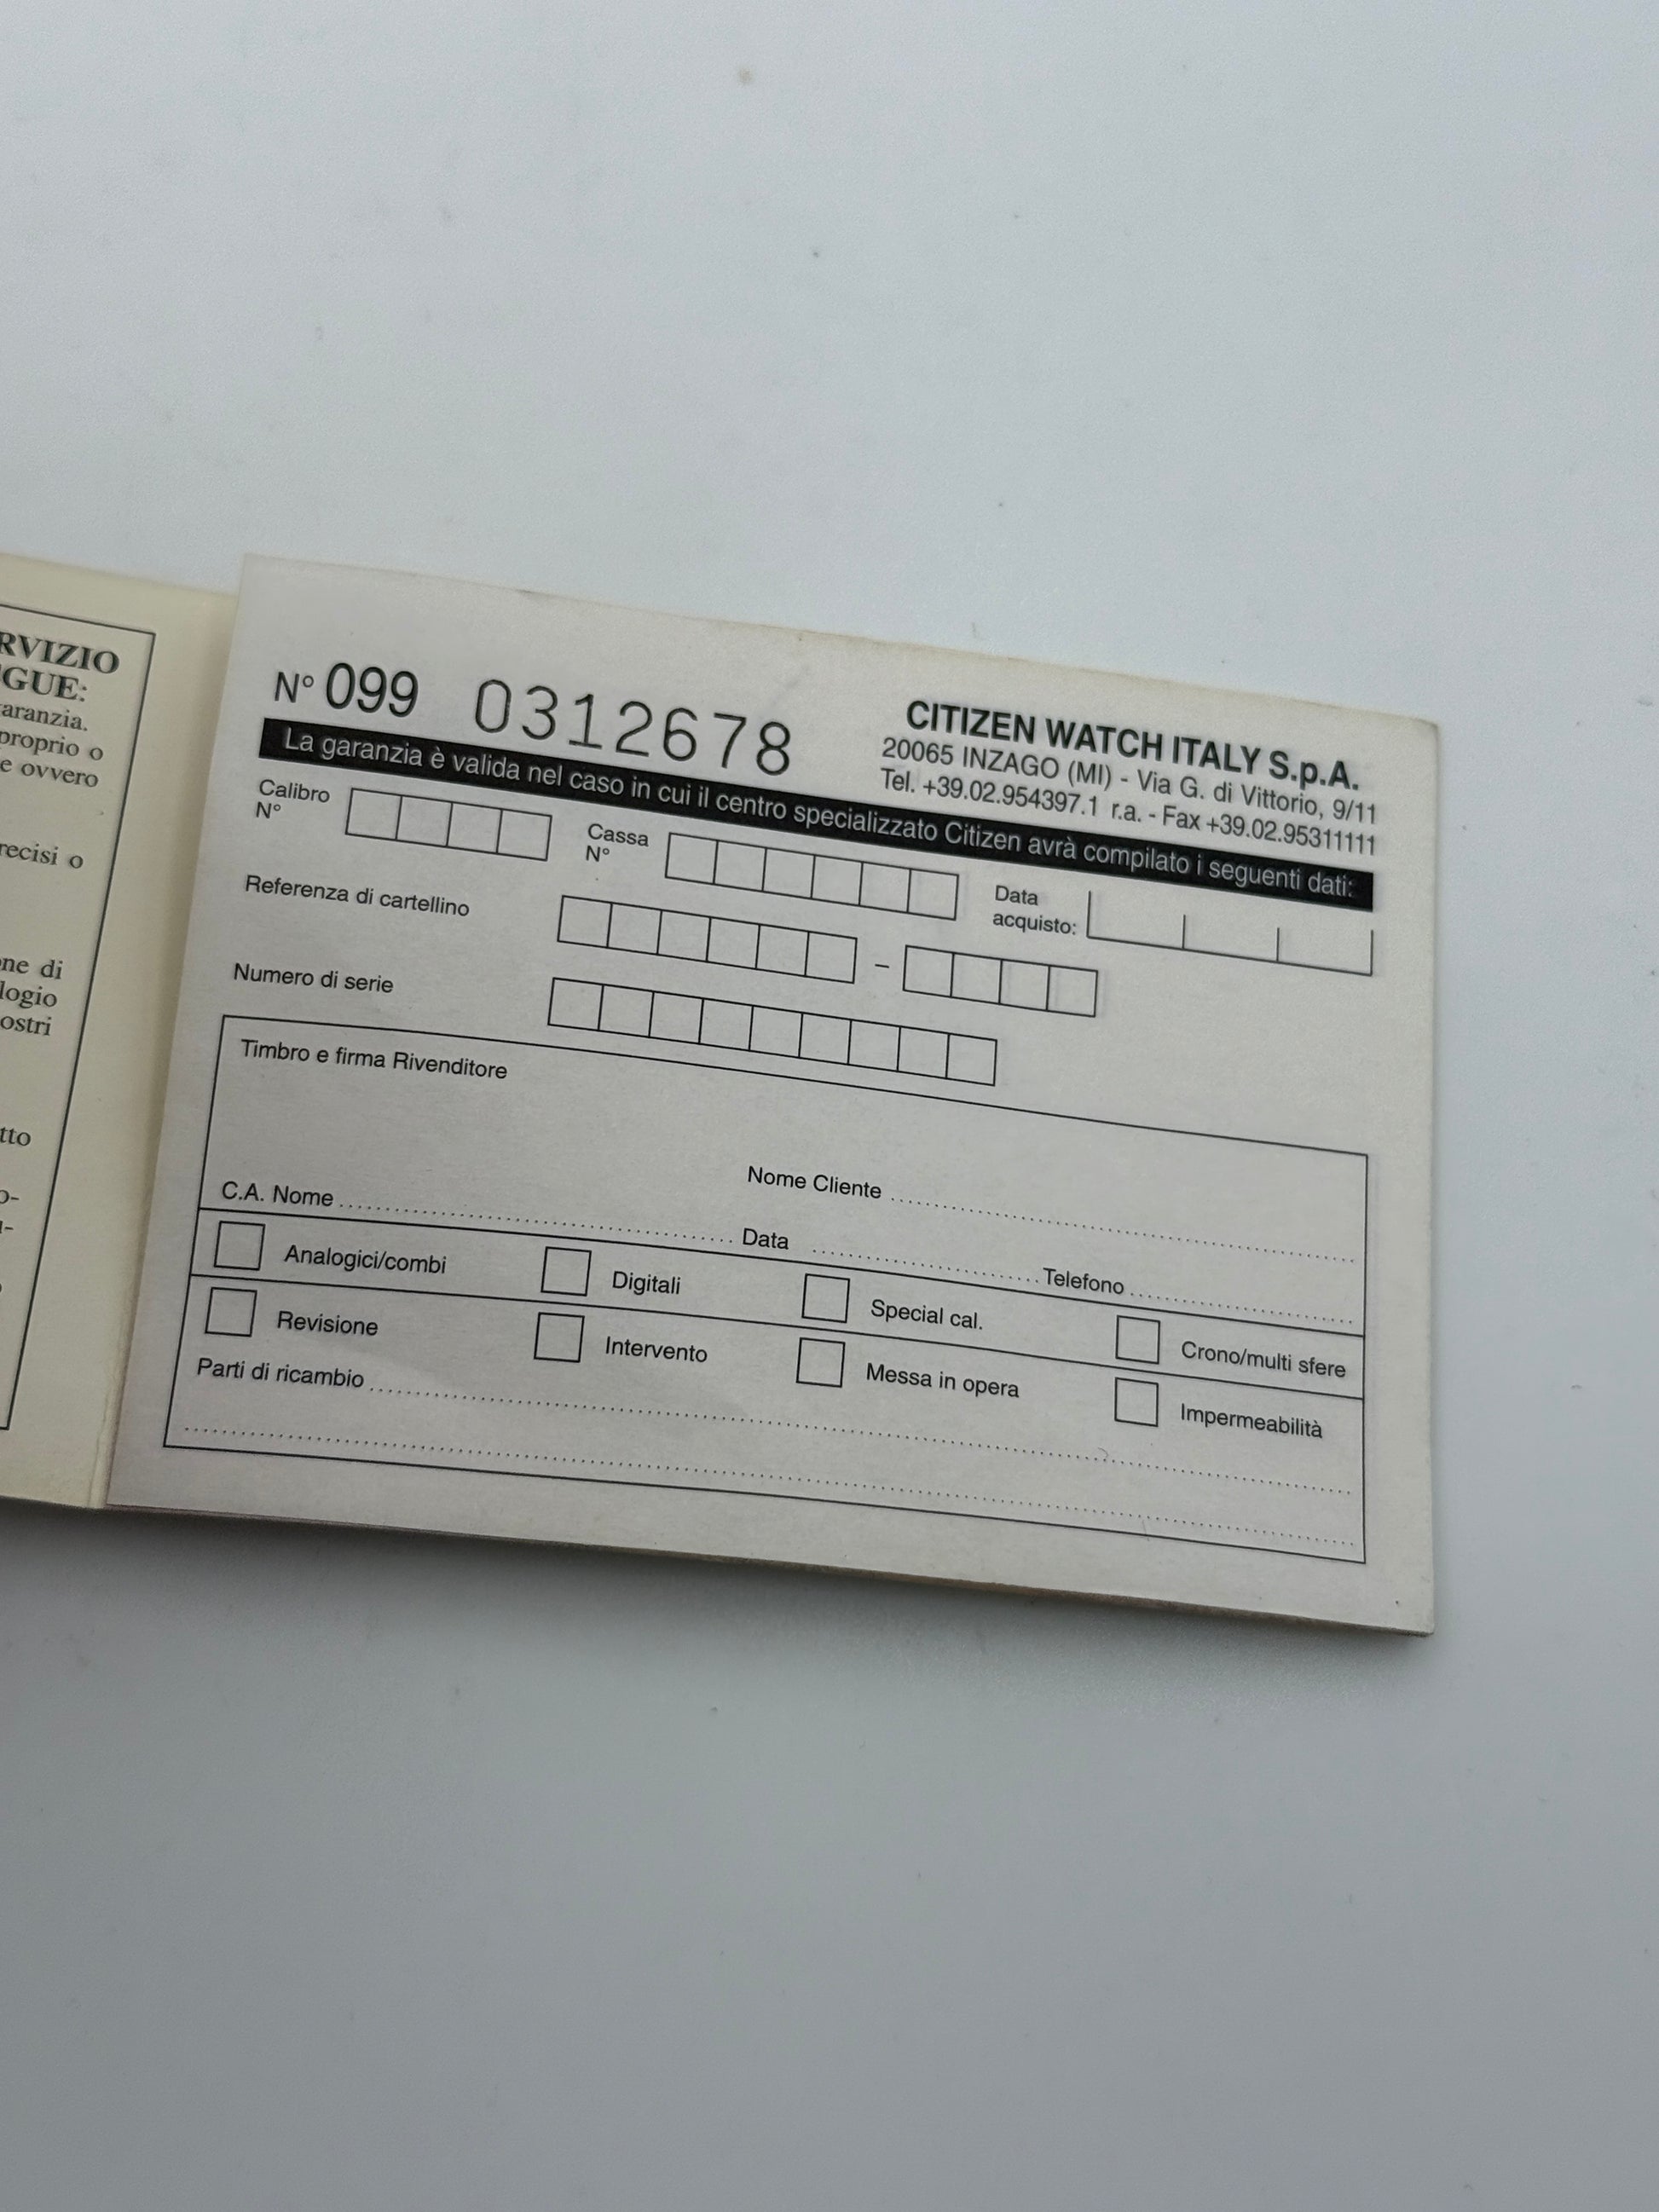 RVIZIO
GUE:
aranzia.
proprio o
e ovvero
recisi o
ne di
logio
ostri
tto
N° 099 0312678
CITIZEN WATCH ITALY S.p.A.
20065 INZAGO (MI) - Via G. di Vittorio, 9/11
Tel. +39.02.954397.1 r.a. - Fax +39.02.95311111
La garanzia è valida nel caso in cui il centro specializzato Citizen avrà compilato i seguenti dati:
Calibro
N°
Cassa
N°
Data
acquisto:
Referenza di cartellino
–
Numero di serie
Timbro e firma Rivenditore
Nome Cliente
C.A. Nome Data Telefono
Analogici/combi Digitali Special cal. Crono/multi sfere
Revisione Intervento Messa in opera Impermeabilità
Parti di ricambio